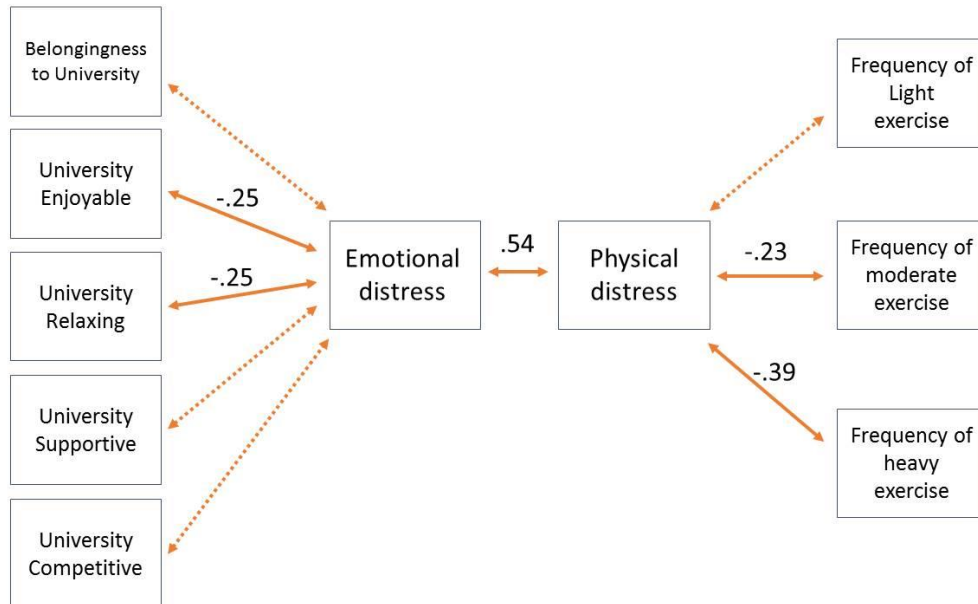 Belongingness
to University
University
Enjoyable
-.25
University
Relaxing
-.25
University
Supportive
University
Competitive
Emotional
distress
.54
Physical
distress
Frequency of
Light
exercise
-.23
Frequency of
moderate
exercise
-.39
Frequency of
heavy
exercise